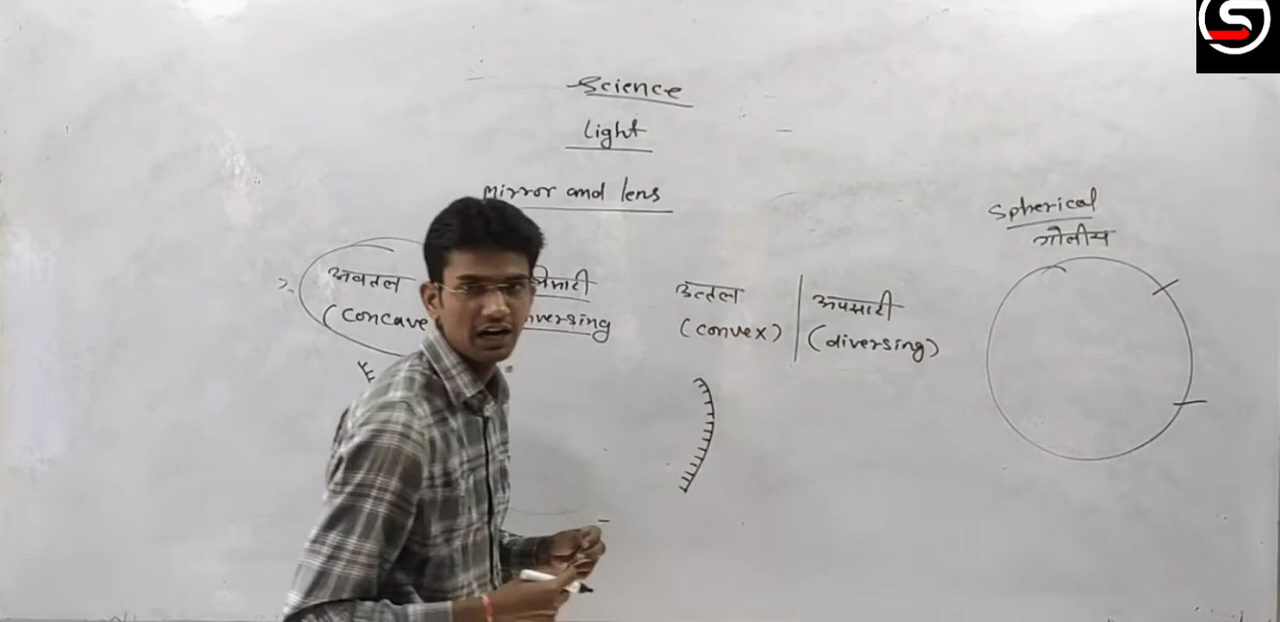 Science
Light
Mirror and lens
Spherical
गोलीय
अवतल
(concave
उत्तल | अपसारी
(convex) | (diversing)